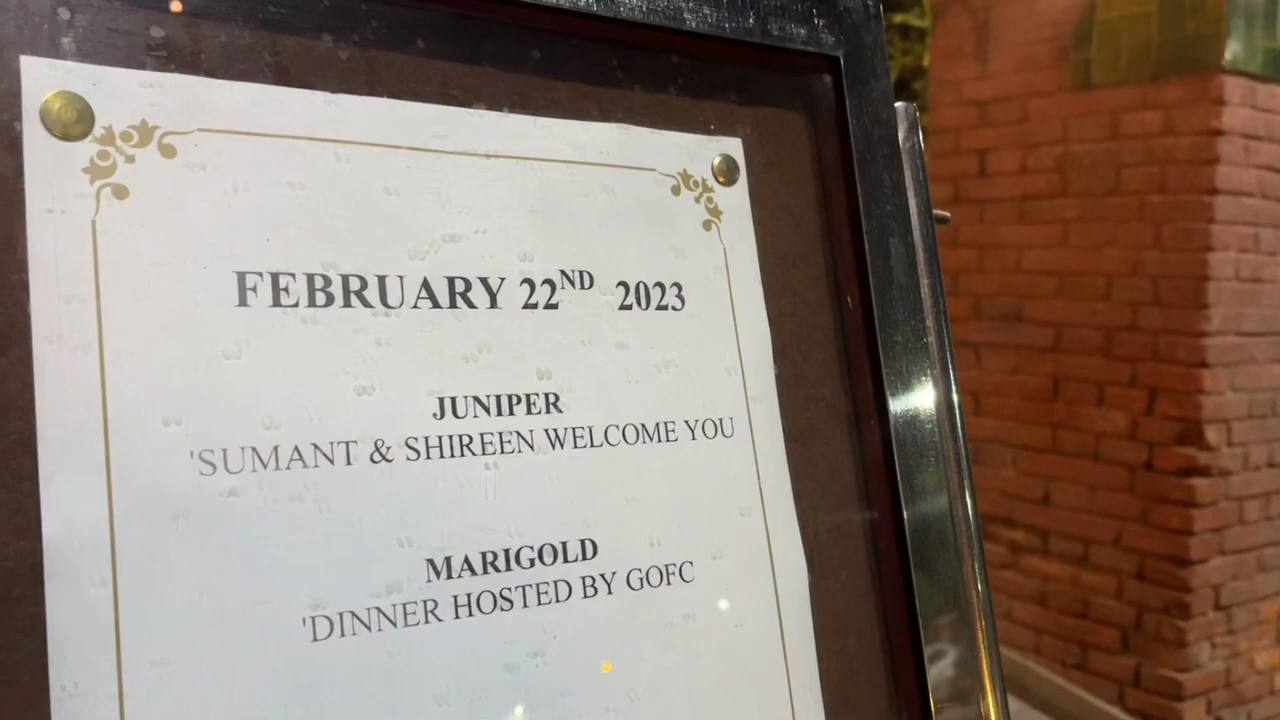 FEBRUARY 22ND 2023
JUNIPER
'SUMANT & SHIREEN WELCOME YOU
MARIGOLD
'DINNER HOSTED BY GOFC